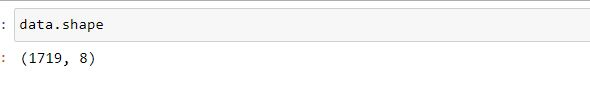 : data.shape
: (1719, 8)